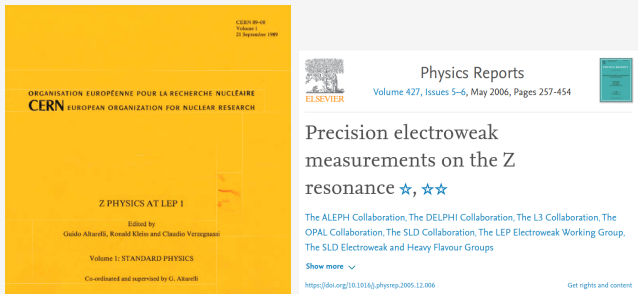 CERN 89-08
Volume 1
21 September 1989
ORGANISATION EUROPÉENNE POUR LA RECHERCHE NUCLÉAIRE
CERN EUROPEAN ORGANIZATION FOR NUCLEAR RESEARCH
Z PHYSICS AT LEP 1
Edited by
Guido Altarelli, Ronald Kleiss and Claudio Verzegnassi
Volume 1: STANDARD PHYSICS
Co-ordinated and supervised by G. Altarelli
ELSEVIER
Physics Reports
Volume 427, Issues 5–6, May 2006, Pages 257-454
Precision electroweak
measurements on the Z
resonance ☆, ☆☆
The ALEPH Collaboration, The DELPHI Collaboration, The L3 Collaboration, The
OPAL Collaboration, The SLD Collaboration, The LEP Electroweak Working Group,
The SLD Electroweak and Heavy Flavour Groups
Show more
https://doi.org/10.1016/j.physrep.2005.12.006
Get rights and content